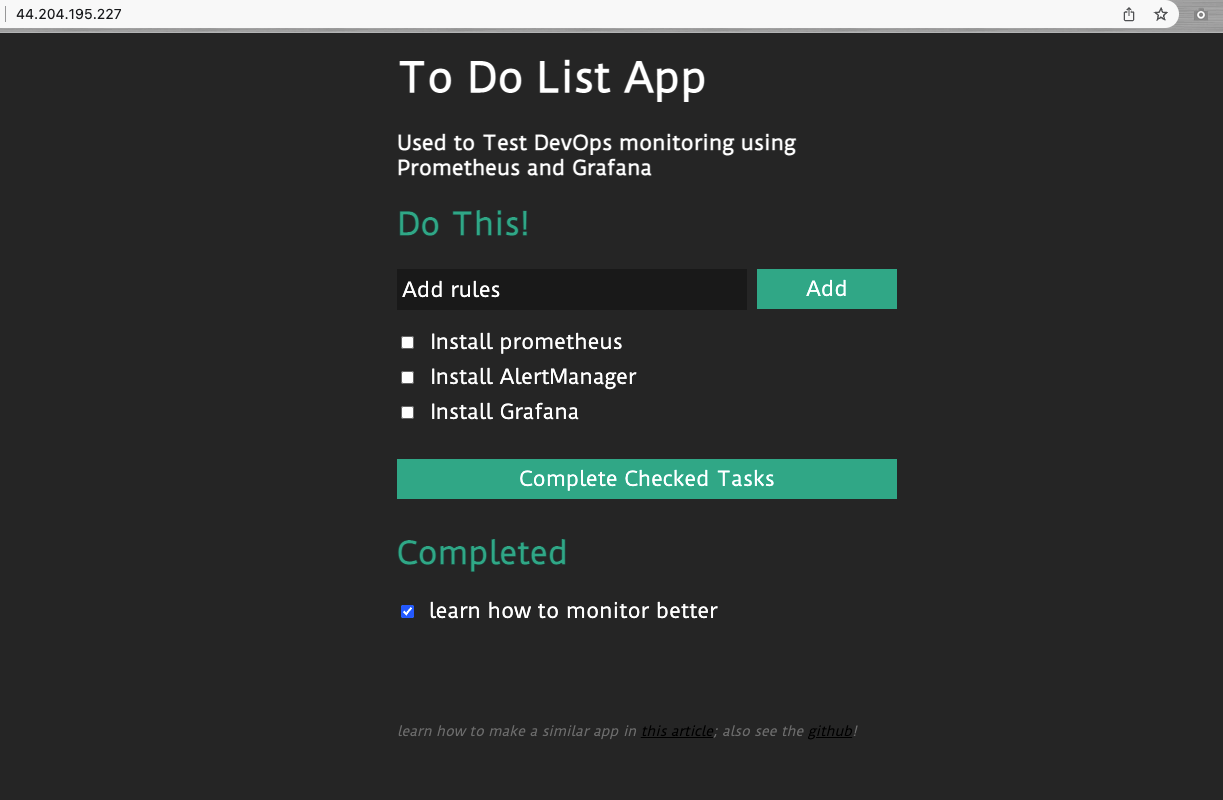 44.204.195.227
To Do List App
Used to Test DevOps monitoring using
Prometheus and Grafana
Do This!
Add rules
Add
Install prometheus
Install AlertManager
Install Grafana
Complete Checked Tasks
Completed
learn how to monitor better
learn how to make a similar app in this article; also see the github!